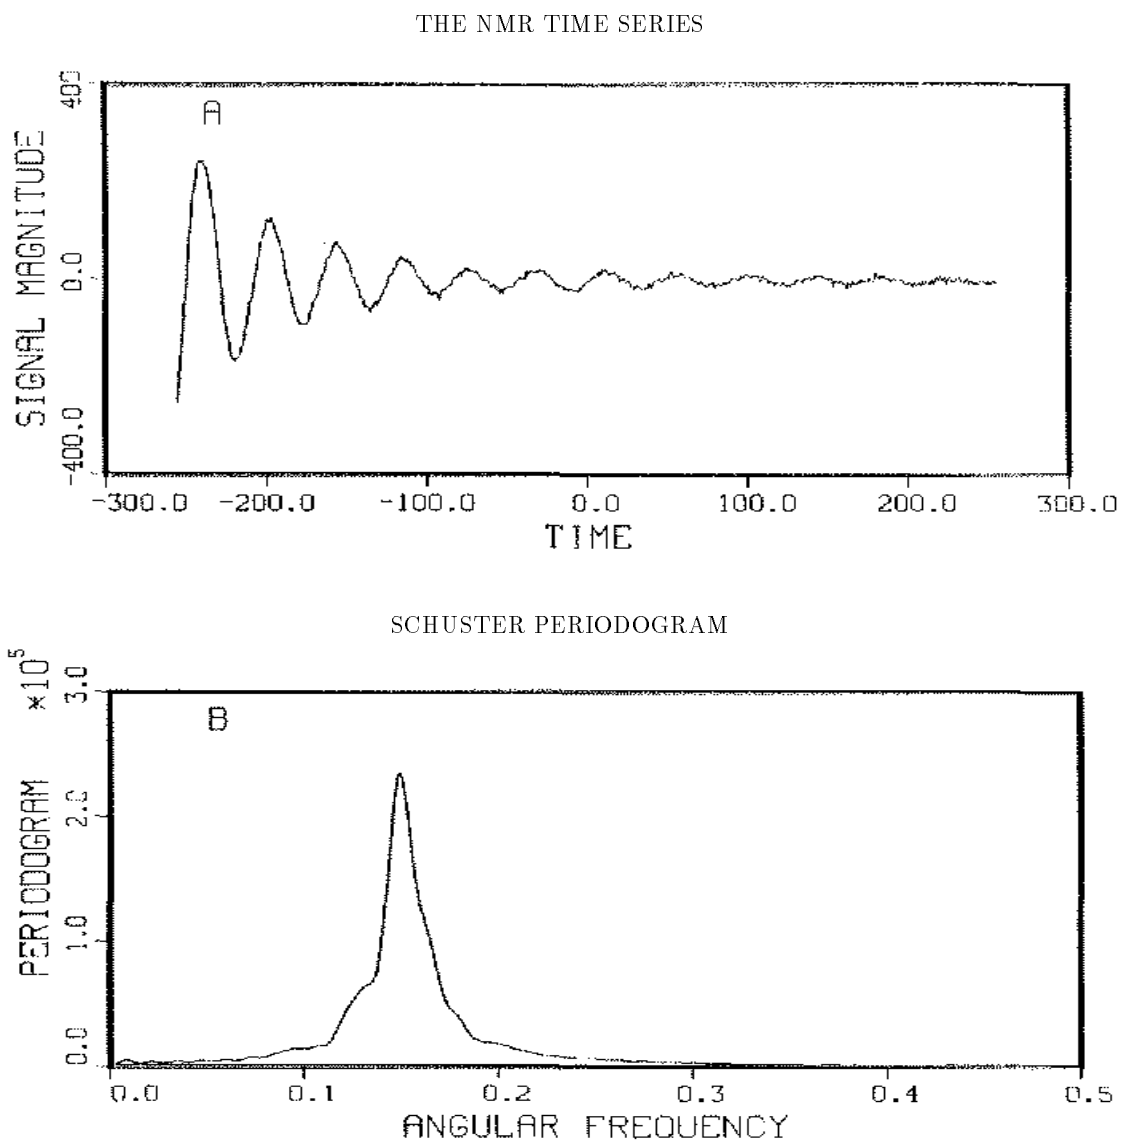 THE NMR TIME SERIES
400
A
SIGNAL MAGNITUDE
0.0
-400.0
-300.0 -200.0 -100.0 0.0 100.0 200.0 300.0
TIME
SCHUSTER PERIODOGRAM
*10^5
3.0
B
PERIODOGRAM
2.0
1.0
0.0
0.0 0.1 0.2 0.3 0.4 0.5
ANGULAR FREQUENCY